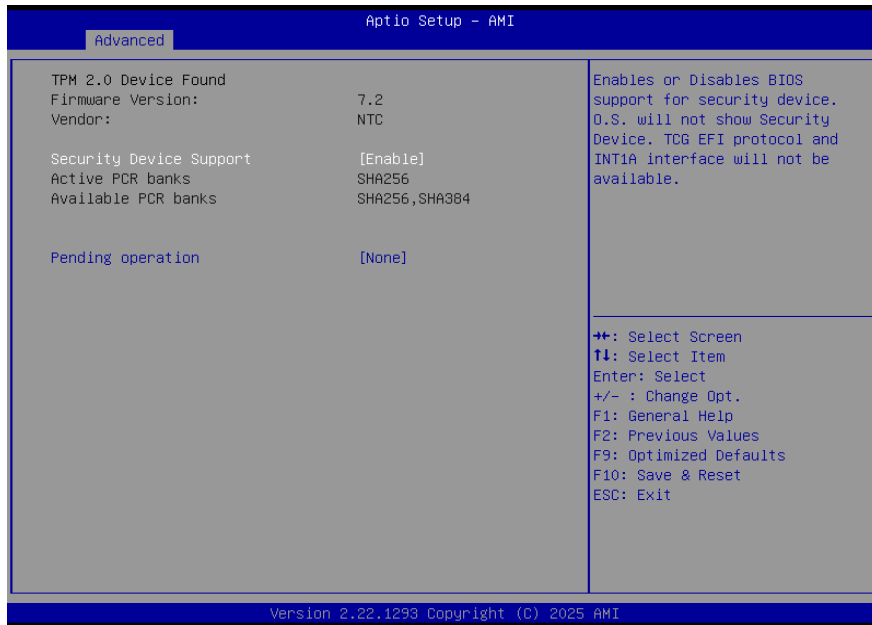 Aptio Setup – AMI
Advanced
TPM 2.0 Device Found
Firmware Version: 7.2
Vendor: NTC
Security Device Support [Enable]
Active PCR banks SHA256
Available PCR banks SHA256,SHA384
Pending operation [None]
Enables or Disables BIOS
support for security device.
O.S. will not show Security
Device. TCG EFI protocol and
INT1A interface will not be
available.
→←: Select Screen
↑↓: Select Item
Enter: Select
+/– : Change Opt.
F1: General Help
F2: Previous Values
F9: Optimized Defaults
F10: Save & Reset
ESC: Exit
Version 2.22.1293 Copyright (C) 2025 AMI